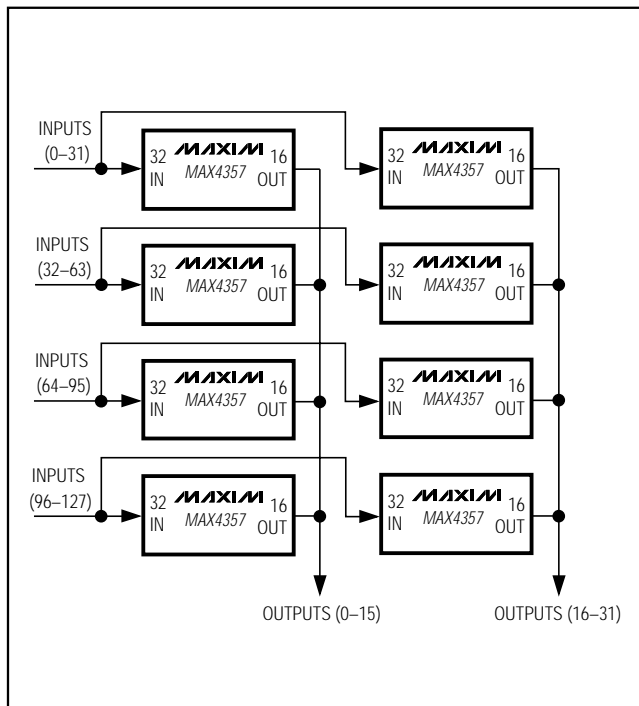 INPUTS
(0–31)
32 MAXIM 16
IN MAX4357 OUT
32 MAXIM 16
IN MAX4357 OUT
INPUTS
(32–63)
32 MAXIM 16
IN MAX4357 OUT
32 MAXIM 16
IN MAX4357 OUT
INPUTS
(64–95)
32 MAXIM 16
IN MAX4357 OUT
32 MAXIM 16
IN MAX4357 OUT
INPUTS
(96–127)
32 MAXIM 16
IN MAX4357 OUT
32 MAXIM 16
IN MAX4357 OUT
OUTPUTS (0–15) OUTPUTS (16–31)